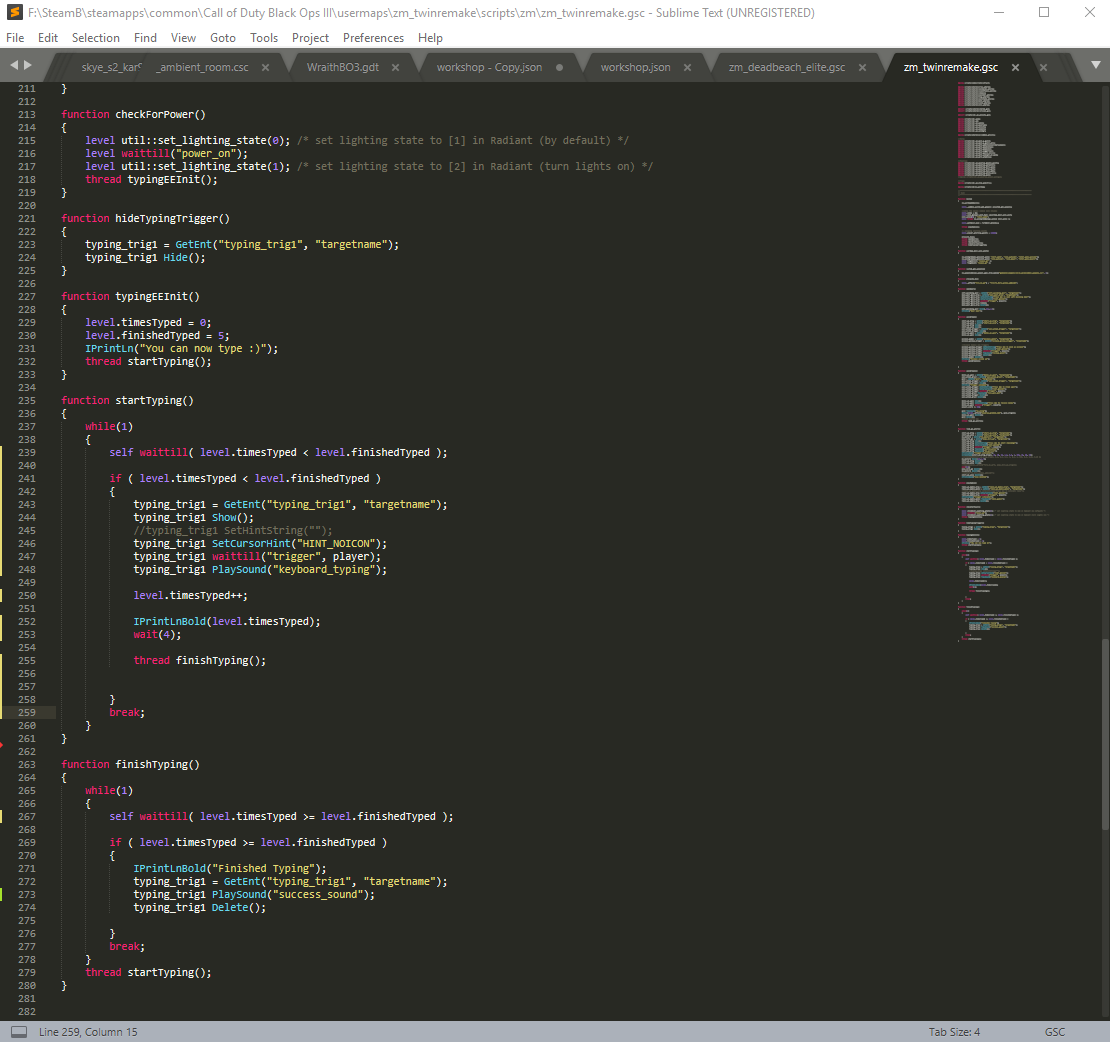 F:\SteamB\steamapps\common\Call of Duty Black Ops III\usermaps\zm_twinremake\scripts\zm\zm_twinremake.gsc - Sublime Text (UNREGISTERED)
File Edit Selection Find View Goto Tools Project Preferences Help
skye_s2_kar _ambient_room.csc WraithBO3.gdt workshop - Copy.json workshop.json zm_deadbeach_elite.gsc zm_twinremake.gsc
211 }
212
213 function checkForPower()
214 {
215 level util::set_lighting_state(0); /* set lighting state to [1] in Radiant (by default) */
216 level waittill("power_on");
217 level util::set_lighting_state(1); /* set lighting state to [2] in Radiant (turn lights on) */
218 thread typingEEInit();
219 }
220
221 function hideTypingTrigger()
222 {
223 typing_trig1 = GetEnt("typing_trig1", "targetname");
224 typing_trig1 Hide();
225 }
226
227 function typingEEInit()
228 {
229 level.timesTyped = 0;
230 level.finishedTyped = 5;
231 IPrintLn("You can now type :)");
232 thread startTyping();
233 }
234
235 function startTyping()
236 {
237 while(1)
238 {
239 self waittill( level.timesTyped < level.finishedTyped );
240
241 if ( level.timesTyped < level.finishedTyped )
242 {
243 typing_trig1 = GetEnt("typing_trig1", "targetname");
244 typing_trig1 Show();
245 //typing_trig1 SetHintString("");
246 typing_trig1 SetCursorHint("HINT_NOICON");
247 typing_trig1 waittill("trigger", player);
248 typing_trig1 PlaySound("keyboard_typing");
249
250 level.timesTyped++;
251
252 IPrintLnBold(level.timesTyped);
253 wait(4);
254
255 thread finishTyping();
256
257
258 }
259 break;
260 }
261 }
262
263 function finishTyping()
264 {
265 while(1)
266 {
267 self waittill( level.timesTyped >= level.finishedTyped );
268
269 if ( level.timesTyped >= level.finishedTyped )
270 {
271 IPrintLnBold("Finished Typing");
272 typing_trig1 = GetEnt("typing_trig1", "targetname");
273 typing_trig1 PlaySound("success_sound");
274 typing_trig1 Delete();
275
276 }
277 break;
278 }
279 thread startTyping();
280 }
281
282
Line 259, Column 15 Tab Size: 4 GSC